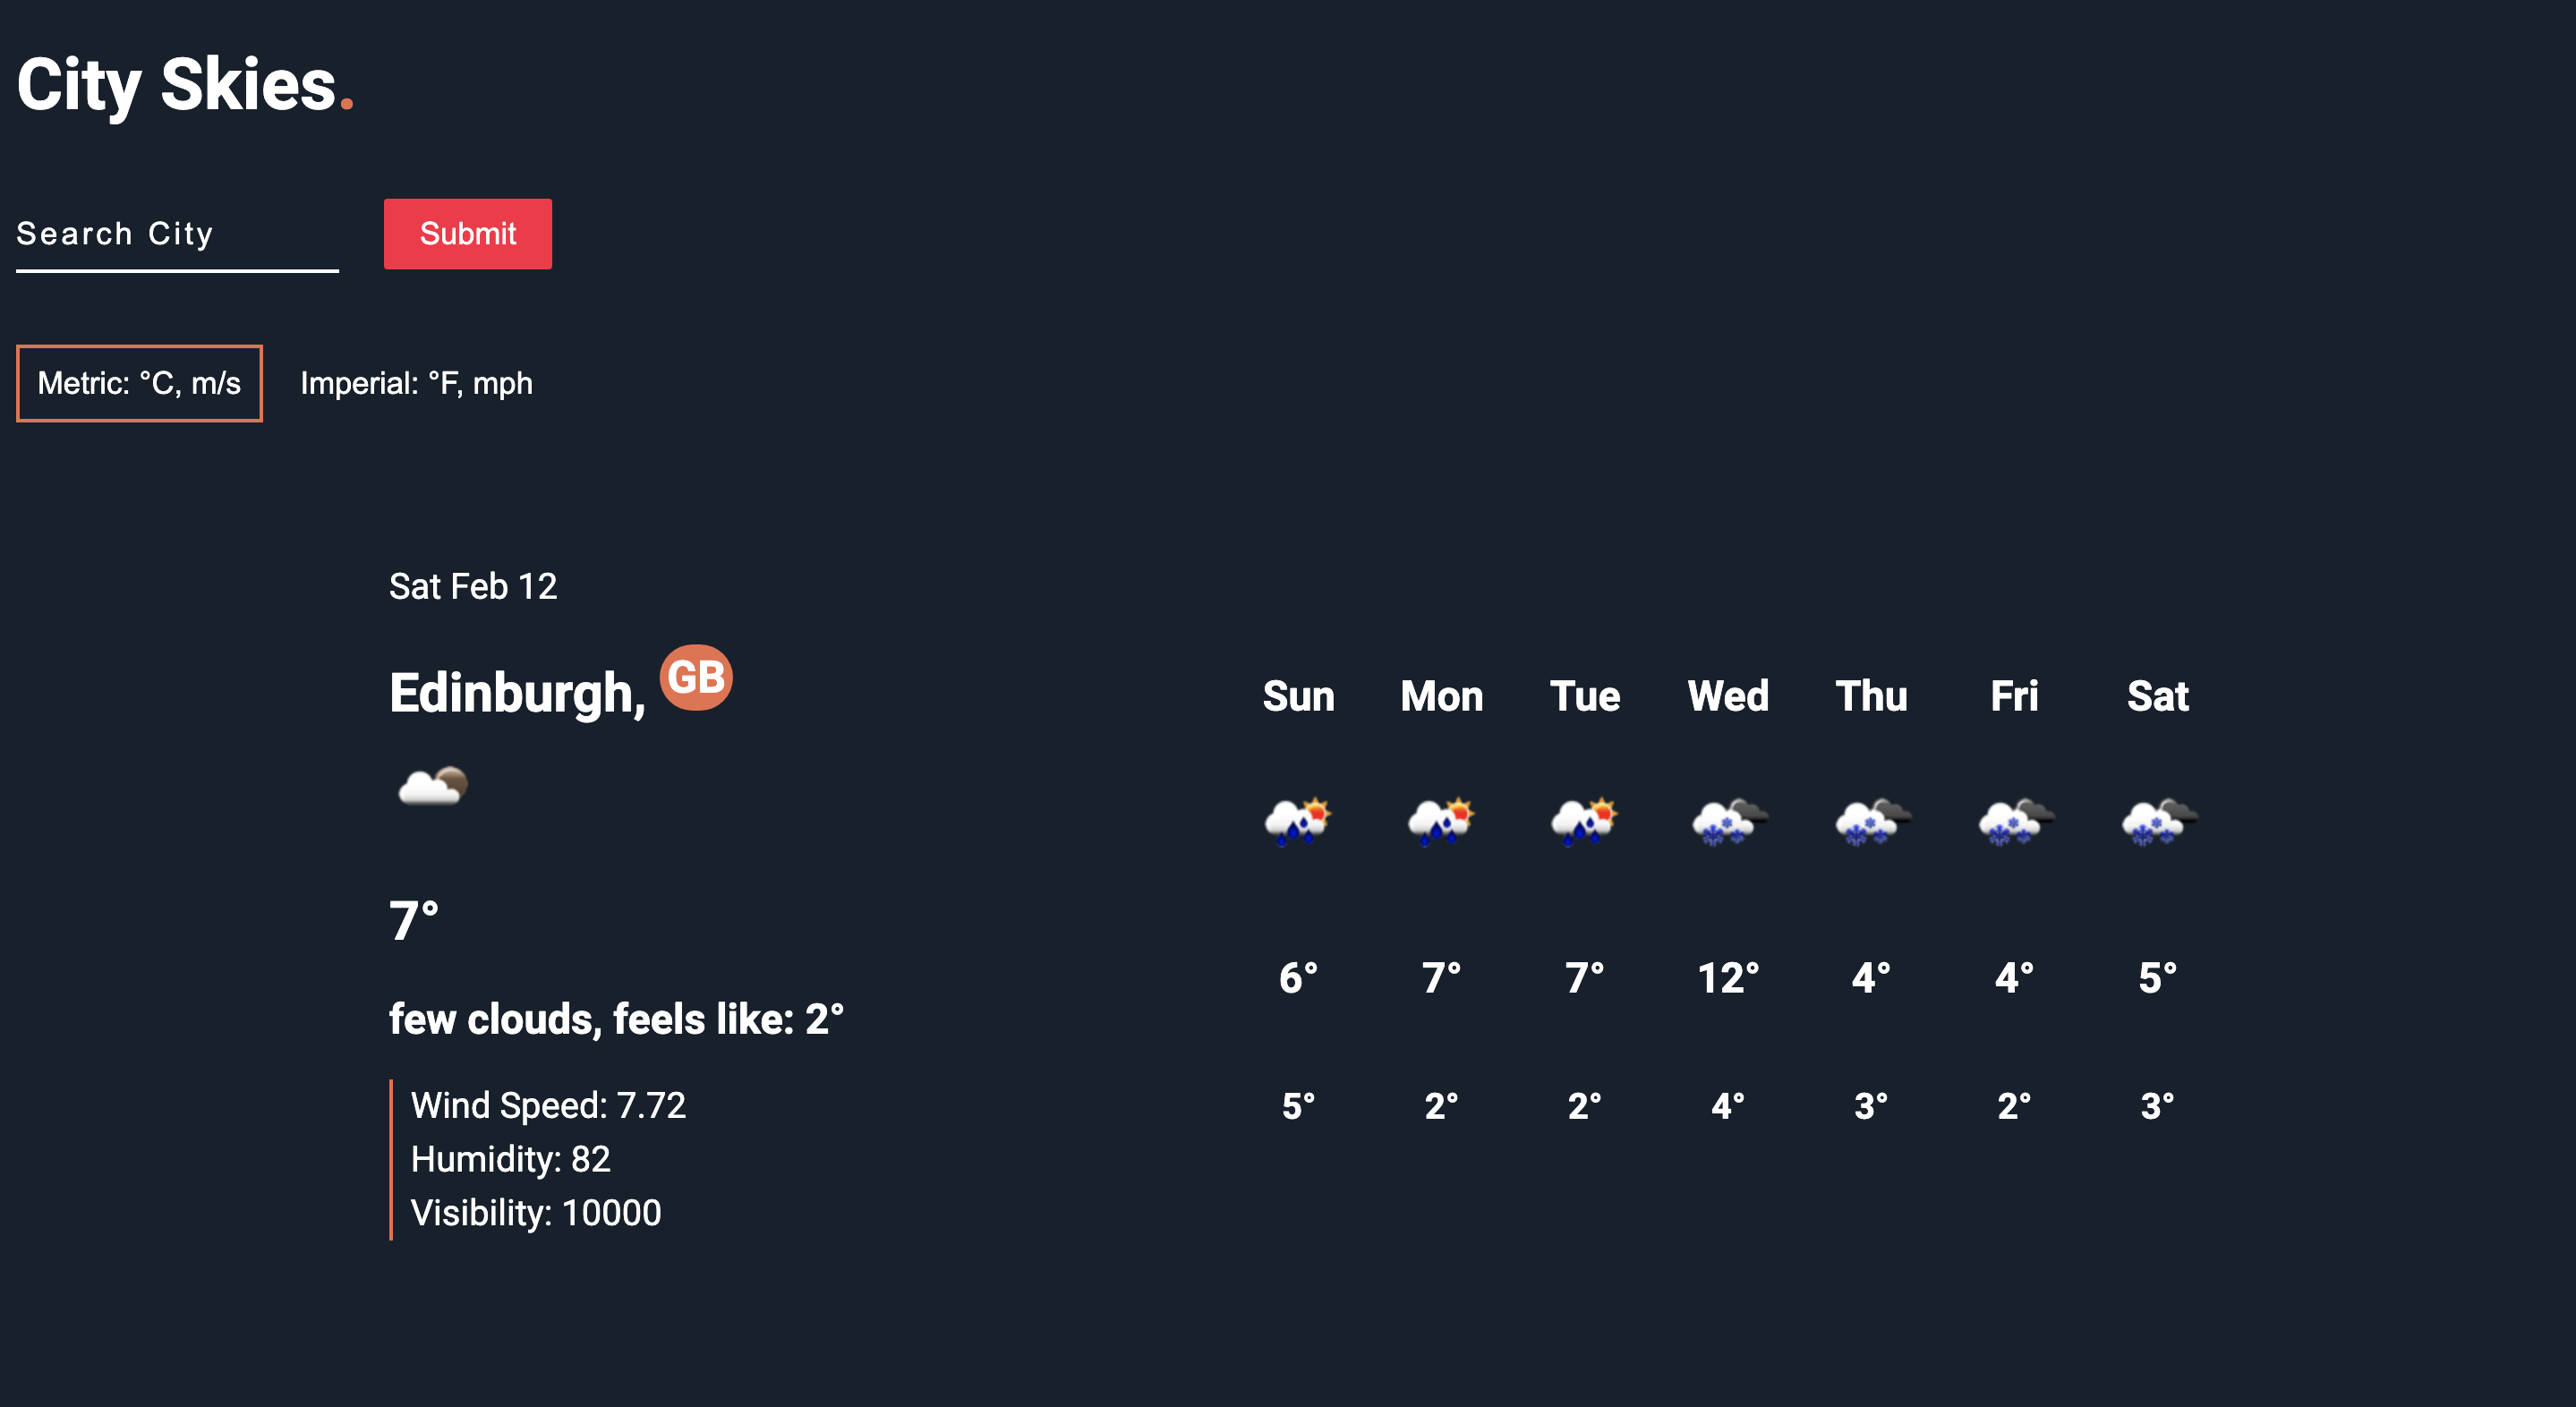 City Skies.
Search City
Submit
Metric: °C, m/s
Imperial: °F, mph
Sat Feb 12
Edinburgh, GB
7°
few clouds, feels like: 2°
Wind Speed: 7.72
Humidity: 82
Visibility: 10000
Sun Mon Tue Wed Thu Fri Sat
6° 7° 7° 12° 4° 4° 5°
5° 2° 2° 4° 3° 2° 3°